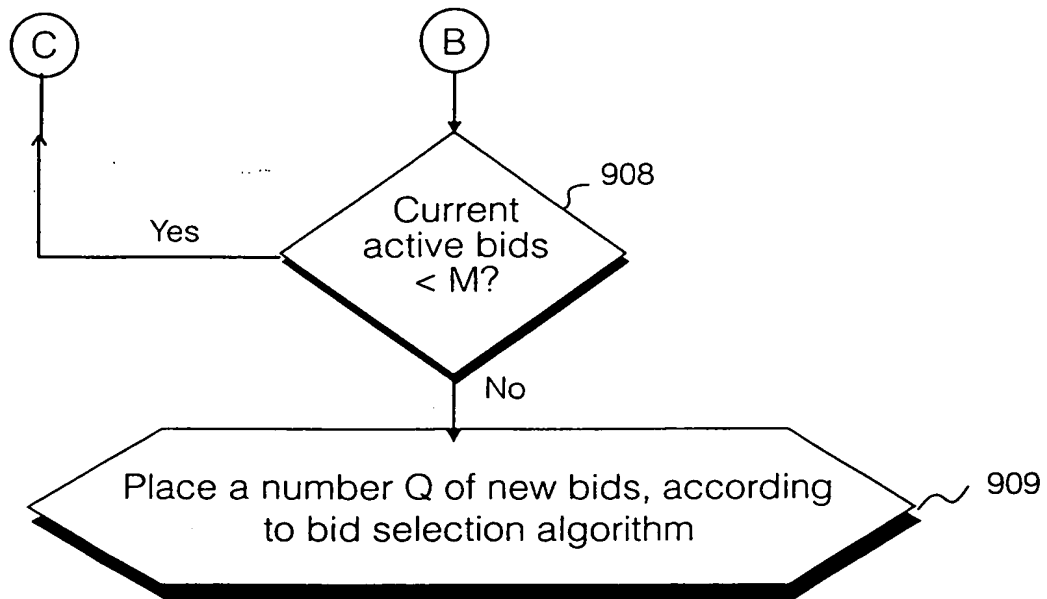 C
B
908
Current
active bids
< M?
Yes
No
Place a number Q of new bids, according
to bid selection algorithm
909